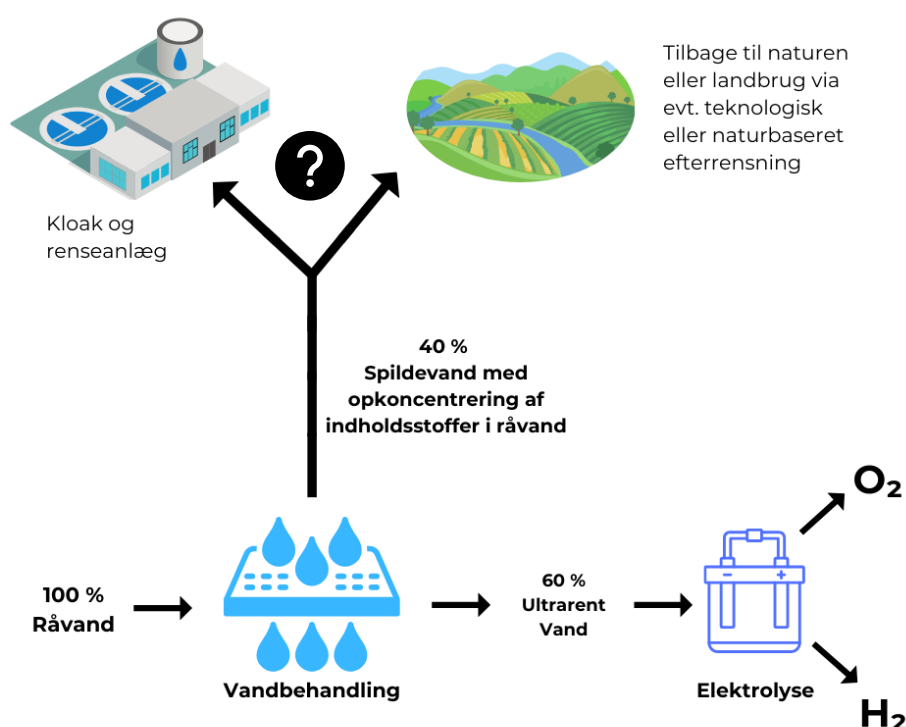 Tilbage til naturen
eller landbrug via
evt. teknologisk
eller naturbaseret
efterrensning
?
Kloak og
renseanlæg
40 %
Spildevand med
opkoncentrering af
indholdsstoffer i råvand
O₂
100 %
Råvand
60 %
Ultrarent
Vand
- +
Vandbehandling
Elektrolyse
H₂